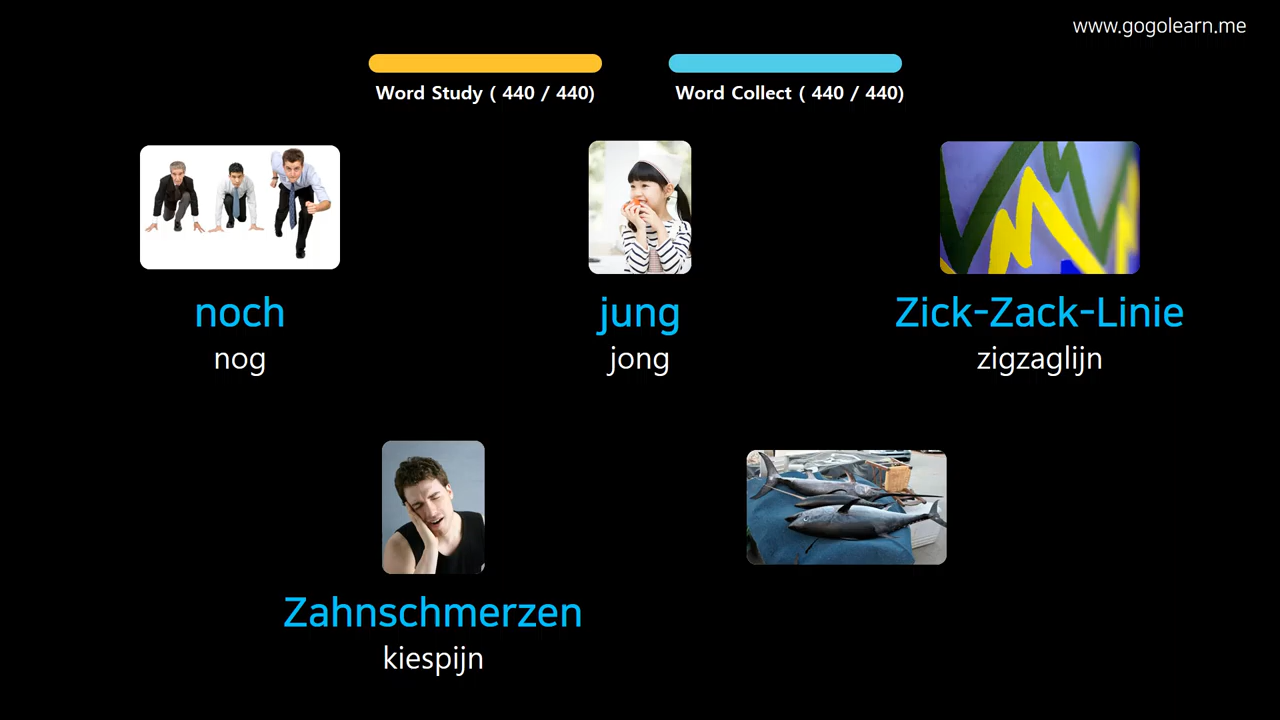 www.gogolearn.me
Word Study ( 440 / 440)
Word Collect ( 440 / 440)
noch
nog
jung
jong
Zick-Zack-Linie
zigzaglijn
Zahnschmerzen
kiespijn